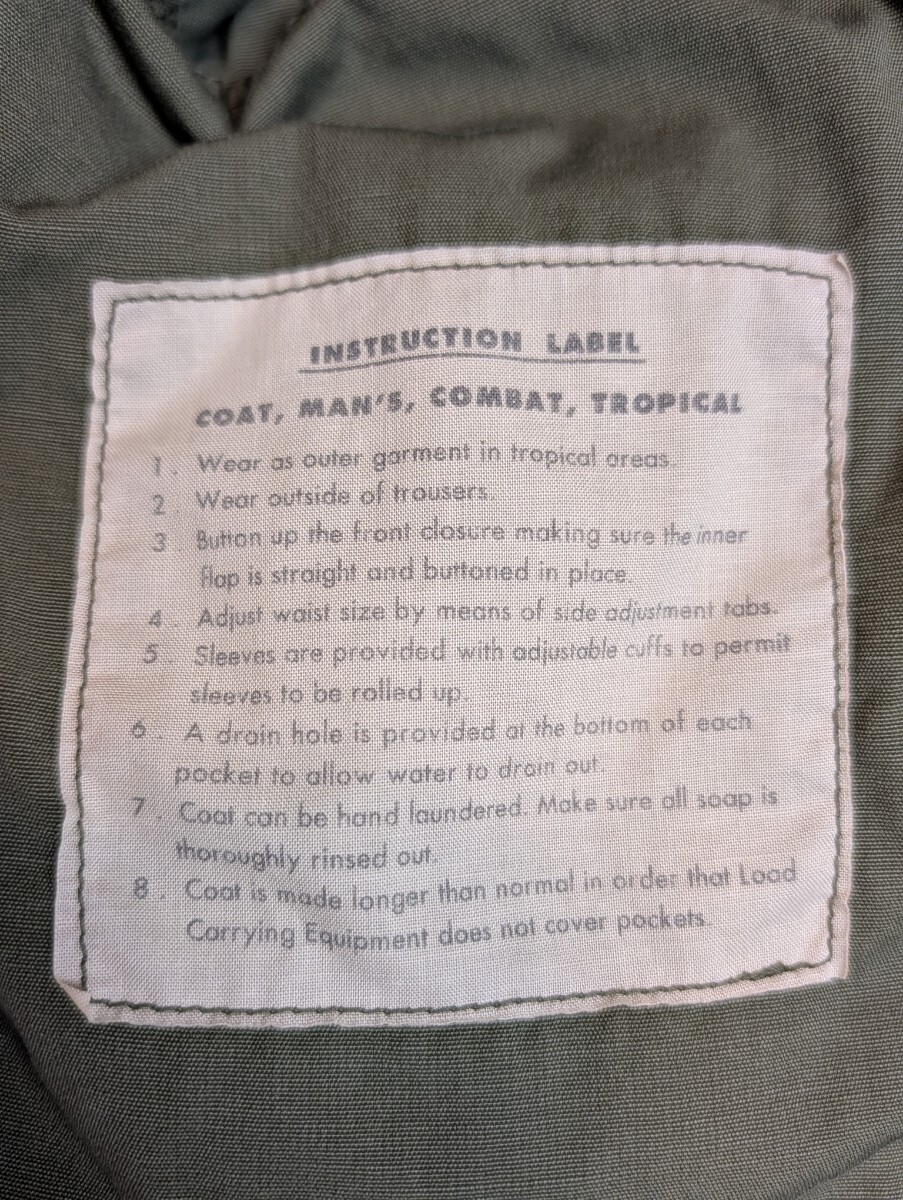 INSTRUCTION LABEL
COAT, MAN'S, COMBAT, TROPICAL
1. Wear as outer garment in tropical areas.
2 Wear outside of trousers.
3 Button up the front closure making sure the inner
flap is straight and buttoned in place.
4. Adjust waist size by means of side adjustment tabs.
5. Sleeves are provided with adjustable cuffs to permit
sleeves to be rolled up.
6. A drain hole is provided at the bottom of each
pocket to allow water to drain out.
7. Coat can be hand laundered. Make sure all soap is
thoroughly rinsed out.
8. Coat is made longer than normal in order that Load
Carrying Equipment does not cover pockets.